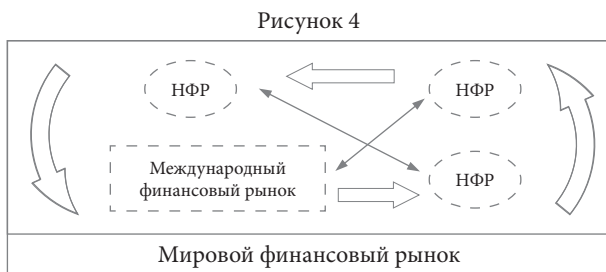 Рисунок 4
НФР
НФР
Международный
финансовый рынок
НФР
Мировой финансовый рынок